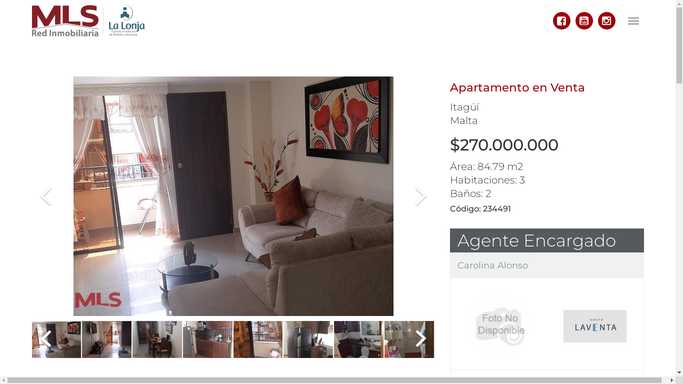 MLS
Red Inmobiliaria
La Lonja
Apartamento en Venta
Itagüí
Malta
$270.000.000
Área: 84.79 m2
Habitaciones: 3
Baños: 2
Código: 234491
Agente Encargado
Carolina Alonso
Foto No
Disponible
LAVENTA
MLS